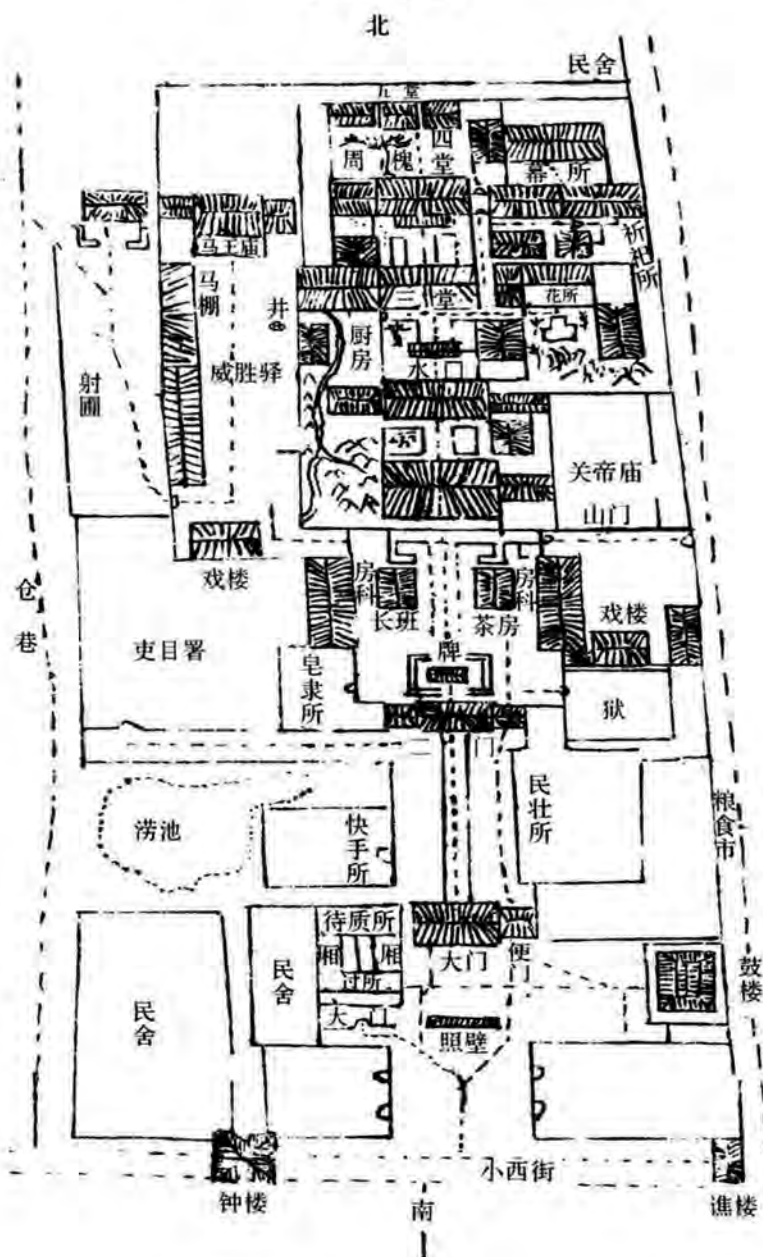 北
民舍
五堂
周槐
四堂
幕所
祈祀所
马王庙
马棚
井
三堂
花所
厨房
水
威胜驿
射圃
关帝庙
山门
戏楼
房科
长班
房科
茶房
戏楼
仓巷
吏目署
皂隶所
牌
狱
门
涝池
快手所
民壮所
粮食市
待质所
厢
厢
过所
大门
大门
便门
鼓楼
民舍
民舍
照壁
小西街
钟楼
谯楼
南